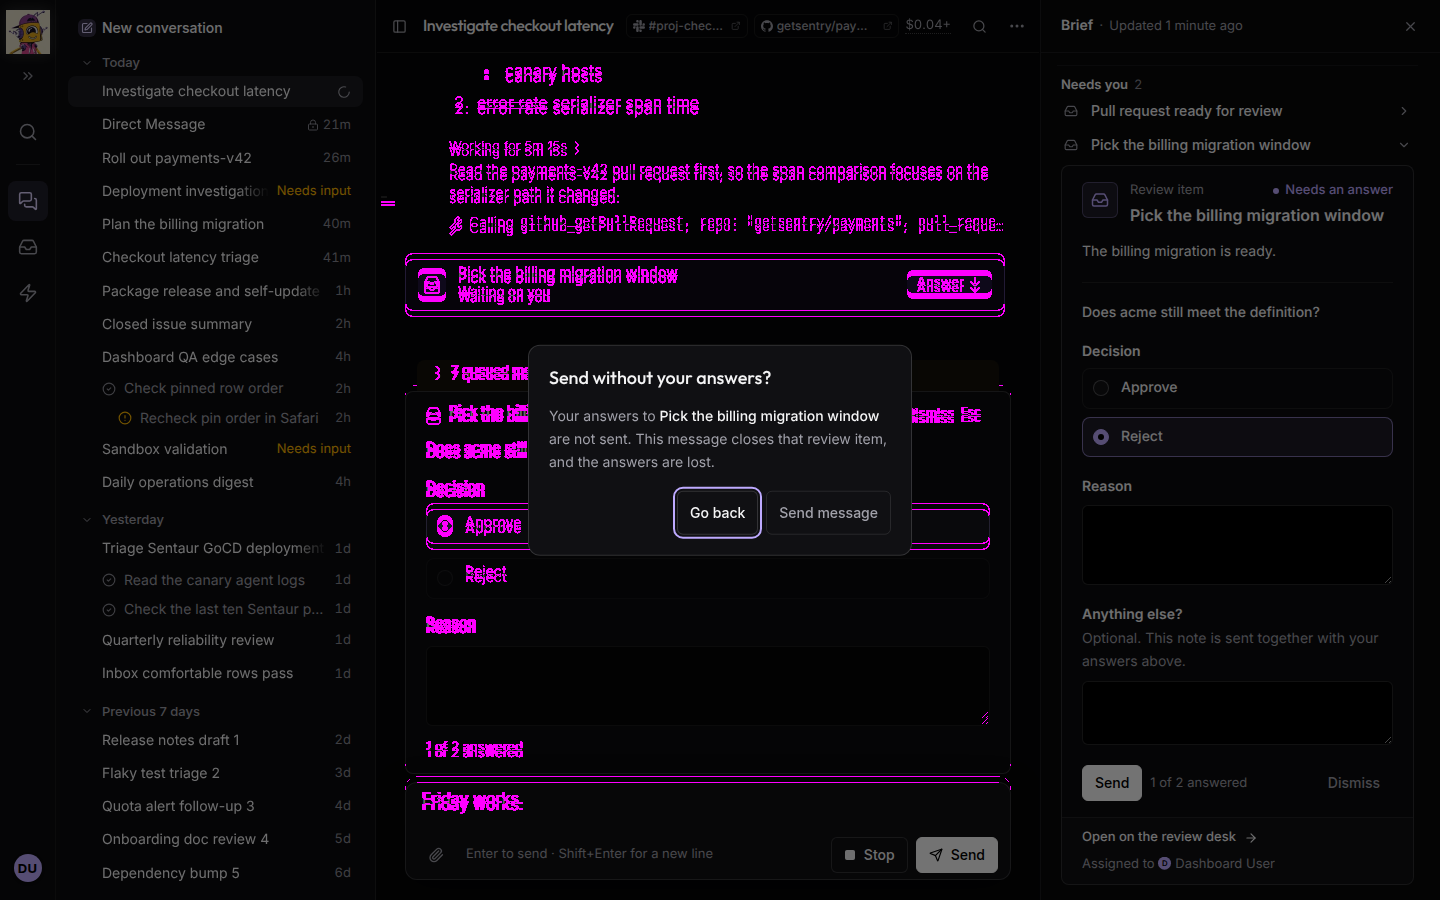 New conversation
Today
Investigate checkout latency
Direct Message 21m
Roll out payments-v42 26m
Deployment investigation Needs input
Plan the billing migration 40m
Checkout latency triage 41m
Package release and self-update 1h
Closed issue summary 2h
Dashboard QA edge cases 4h
Check pinned row order 2h
Recheck pin order in Safari 2h
Sandbox validation Needs input
Daily operations digest 4h
Yesterday
Triage Sentaur GoCD deployment 1d
Read the canary agent logs 1d
Check the last ten Sentaur p... 1d
Quarterly reliability review 1d
Inbox comfortable rows pass 1d
Previous 7 days
Release notes draft 1 2d
Flaky test triage 2 3d
Quota alert follow-up 3 4d
Onboarding doc review 4 5d
Dependency bump 5 6d
DU
Investigate checkout latency #proj-chec... getsentry/pay... $0.04+
canary hosts
error rate serializer span time
Working for 5m
Read the payments-v42 pull request first, so the span comparison focuses on the
serializer path it changed:
Calling github_getPullRequest, repo: "getsentry/payments", pull_reque...
Pick the billing migration window
Waiting on you
Answer
Send without your answers?
Your answers to Pick the billing migration window
are not sent. This message closes that review item,
and the answers are lost.
Go back Send message
Decision
Approve
Reject
Reason
1 of 2 answered
Friday works.
Enter to send · Shift+Enter for a new line
Stop Send
Brief · Updated 1 minute ago
Needs you 2
Pull request ready for review
Pick the billing migration window
Review item Needs an answer
Pick the billing migration window
The billing migration is ready.
Does acme still meet the definition?
Decision
Approve
Reject
Reason
Anything else?
Optional. This note is sent together with your
answers above.
Send 1 of 2 answered Dismiss
Open on the review desk →
Assigned to D Dashboard User